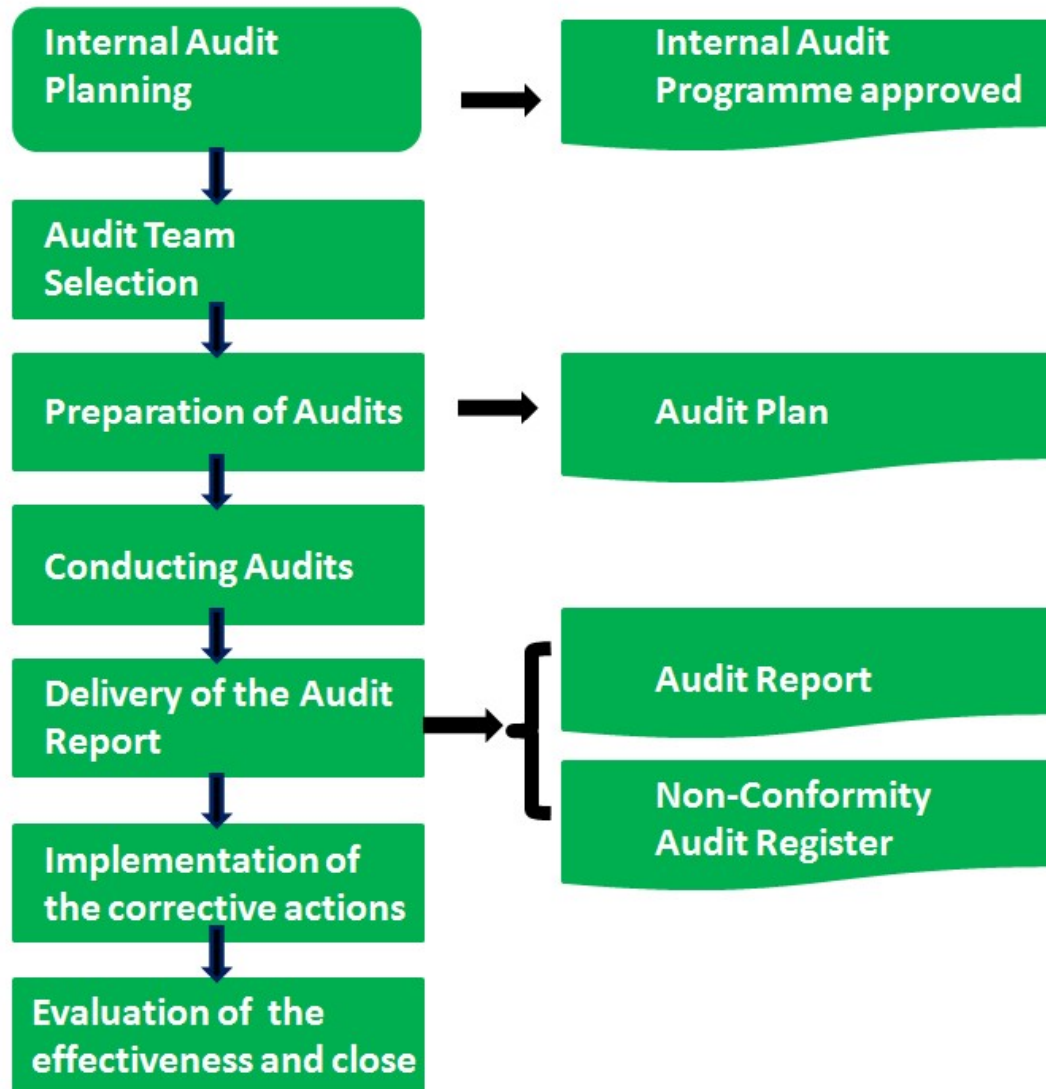 Internal Audit
Planning
Internal Audit
Programme approved
Audit Team
Selection
Preparation of Audits
Audit Plan
Conducting Audits
Delivery of the Audit
Report
Audit Report
Non-Conformity
Audit Register
Implementation of
the corrective actions
Evaluation of the
effectiveness and close